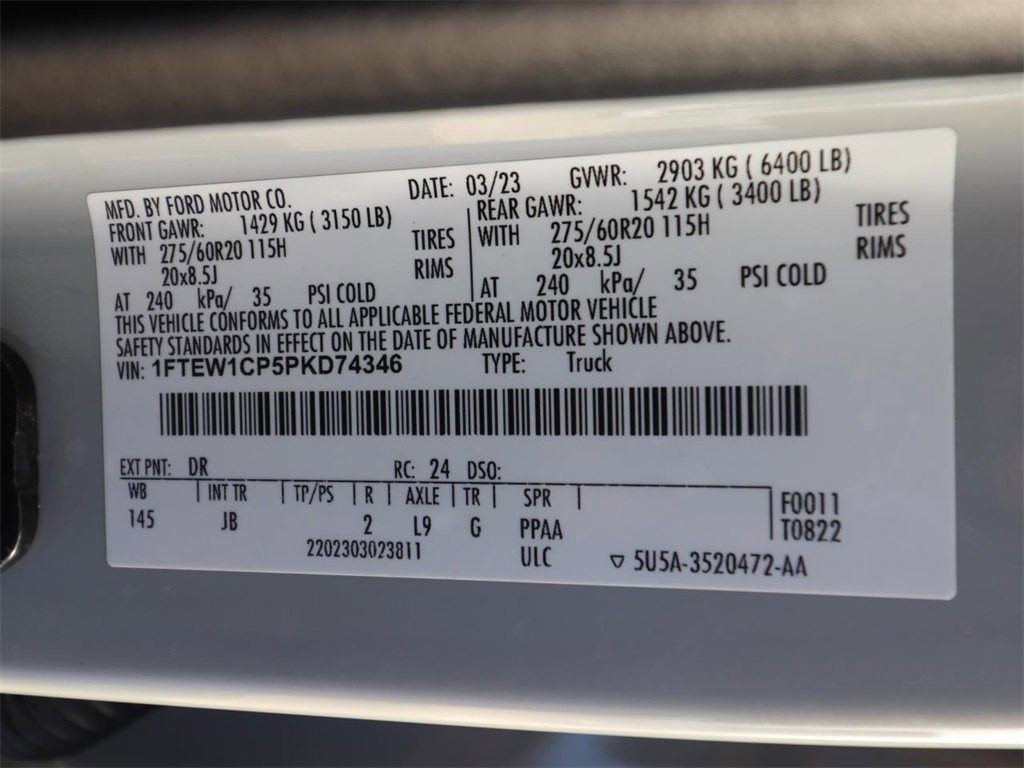 MFD. BY FORD MOTOR CO. DATE: 03/23 GVWR: 2903 KG ( 6400 LB)
FRONT GAWR: 1429 KG ( 3150 LB) REAR GAWR: 1542 KG ( 3400 LB)
WITH 275/60R20 115H TIRES WITH 275/60R20 115H TIRES
20x8.5J RIMS 20x8.5J RIMS
AT 240 kPa/ 35 PSI COLD AT 240 kPa/ 35 PSI COLD
THIS VEHICLE CONFORMS TO ALL APPLICABLE FEDERAL MOTOR VEHICLE
SAFETY STANDARDS IN EFFECT ON THE DATE OF MANUFACTURE SHOWN ABOVE.
VIN: 1FTEW1CP5PKD74346 TYPE: Truck
EXT PNT: DR RC: 24 DSO:
WB INT TR TP/PS R AXLE TR SPR F0011
145 JB 2 L9 G PPAA T0822
2202303023811 ULC ▽ 5U5A-3520472-AA